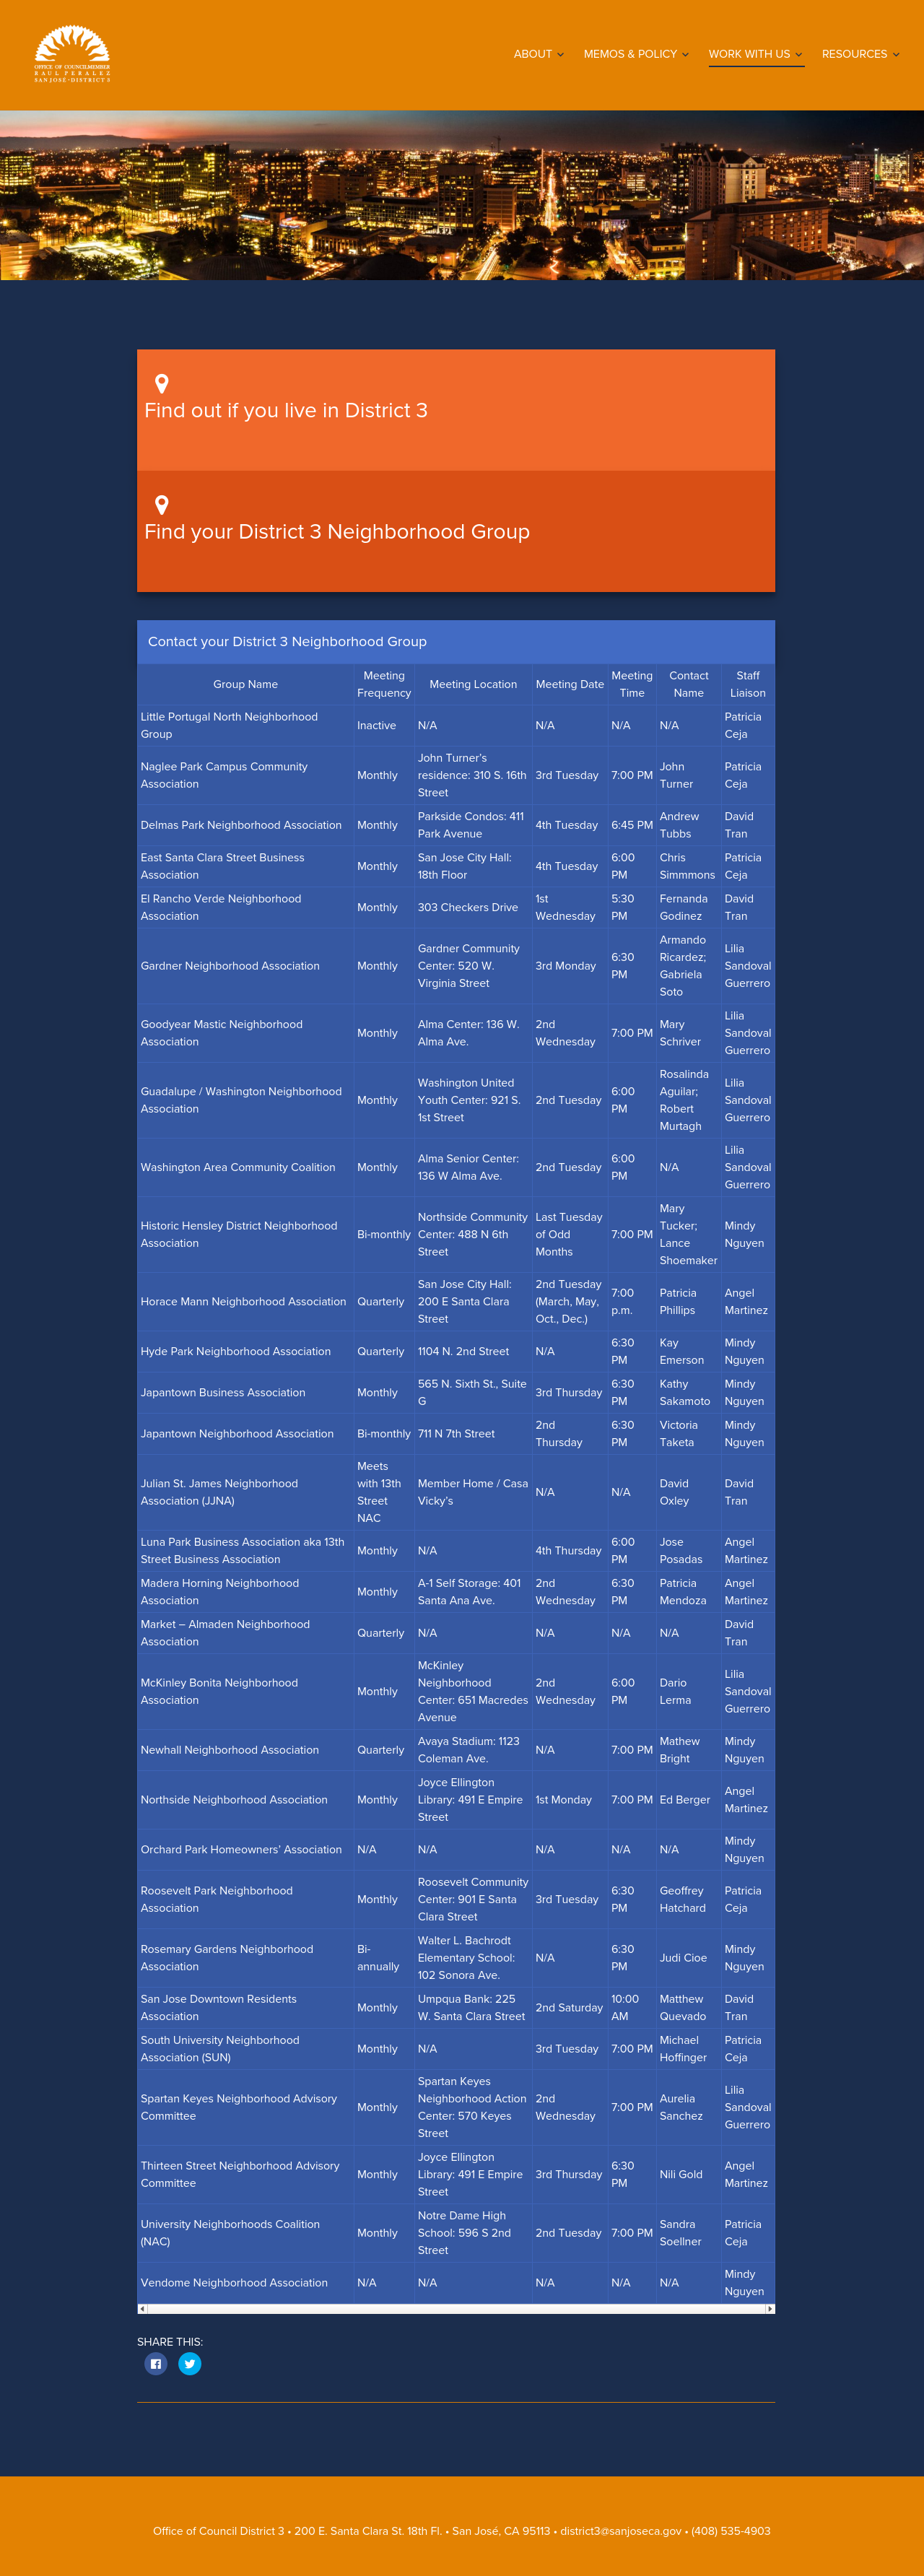 OFFICE OF COUNCILMEMBER
RAUL PERALEZ
SAN JOSE • DISTRICT 3
ABOUT
MEMOS & POLICY
WORK WITH US
RESOURCES
Find out if you live in District 3
Find your District 3 Neighborhood Group
Contact your District 3 Neighborhood Group
Group Name | Meeting Frequency | Meeting Location | Meeting Date | Meeting Time | Contact Name | Staff Liaison
Little Portugal North Neighborhood Group | Inactive | N/A | N/A | N/A | N/A | Patricia Ceja
Naglee Park Campus Community Association | Monthly | John Turner’s residence: 310 S. 16th Street | 3rd Tuesday | 7:00 PM | John Turner | Patricia Ceja
Delmas Park Neighborhood Association | Monthly | Parkside Condos: 411 Park Avenue | 4th Tuesday | 6:45 PM | Andrew Tubbs | David Tran
East Santa Clara Street Business Association | Monthly | San Jose City Hall: 18th Floor | 4th Tuesday | 6:00 PM | Chris Simmmons | Patricia Ceja
El Rancho Verde Neighborhood Association | Monthly | 303 Checkers Drive | 1st Wednesday | 5:30 PM | Fernanda Godinez | David Tran
Gardner Neighborhood Association | Monthly | Gardner Community Center: 520 W. Virginia Street | 3rd Monday | 6:30 PM | Armando Ricardez; Gabriela Soto | Lilia Sandoval Guerrero
Goodyear Mastic Neighborhood Association | Monthly | Alma Center: 136 W. Alma Ave. | 2nd Wednesday | 7:00 PM | Mary Schriver | Lilia Sandoval Guerrero
Guadalupe / Washington Neighborhood Association | Monthly | Washington United Youth Center: 921 S. 1st Street | 2nd Tuesday | 6:00 PM | Rosalinda Aguilar; Robert Murtagh | Lilia Sandoval Guerrero
Washington Area Community Coalition | Monthly | Alma Senior Center: 136 W Alma Ave. | 2nd Tuesday | 6:00 PM | N/A | Lilia Sandoval Guerrero
Historic Hensley District Neighborhood Association | Bi-monthly | Northside Community Center: 488 N 6th Street | Last Tuesday of Odd Months | 7:00 PM | Mary Tucker; Lance Shoemaker | Mindy Nguyen
Horace Mann Neighborhood Association | Quarterly | San Jose City Hall: 200 E Santa Clara Street | 2nd Tuesday (March, May, Oct., Dec.) | 7:00 p.m. | Patricia Phillips | Angel Martinez
Hyde Park Neighborhood Association | Quarterly | 1104 N. 2nd Street | N/A | 6:30 PM | Kay Emerson | Mindy Nguyen
Japantown Business Association | Monthly | 565 N. Sixth St., Suite G | 3rd Thursday | 6:30 PM | Kathy Sakamoto | Mindy Nguyen
Japantown Neighborhood Association | Bi-monthly | 711 N 7th Street | 2nd Thursday | 6:30 PM | Victoria Taketa | Mindy Nguyen
Julian St. James Neighborhood Association (JJNA) | Meets with 13th Street NAC | Member Home / Casa Vicky’s | N/A | N/A | David Oxley | David Tran
Luna Park Business Association aka 13th Street Business Association | Monthly | N/A | 4th Thursday | 6:00 PM | Jose Posadas | Angel Martinez
Madera Horning Neighborhood Association | Monthly | A-1 Self Storage: 401 Santa Ana Ave. | 2nd Wednesday | 6:30 PM | Patricia Mendoza | Angel Martinez
Market – Almaden Neighborhood Association | Quarterly | N/A | N/A | N/A | N/A | David Tran
McKinley Bonita Neighborhood Association | Monthly | McKinley Neighborhood Center: 651 Macredes Avenue | 2nd Wednesday | 6:00 PM | Dario Lerma | Lilia Sandoval Guerrero
Newhall Neighborhood Association | Quarterly | Avaya Stadium: 1123 Coleman Ave. | N/A | 7:00 PM | Mathew Bright | Mindy Nguyen
Northside Neighborhood Association | Monthly | Joyce Ellington Library: 491 E Empire Street | 1st Monday | 7:00 PM | Ed Berger | Angel Martinez
Orchard Park Homeowners’ Association | N/A | N/A | N/A | N/A | N/A | Mindy Nguyen
Roosevelt Park Neighborhood Association | Monthly | Roosevelt Community Center: 901 E Santa Clara Street | 3rd Tuesday | 6:30 PM | Geoffrey Hatchard | Patricia Ceja
Rosemary Gardens Neighborhood Association | Bi-annually | Walter L. Bachrodt Elementary School: 102 Sonora Ave. | N/A | 6:30 PM | Judi Cioe | Mindy Nguyen
San Jose Downtown Residents Association | Monthly | Umpqua Bank: 225 W. Santa Clara Street | 2nd Saturday | 10:00 AM | Matthew Quevado | David Tran
South University Neighborhood Association (SUN) | Monthly | N/A | 3rd Tuesday | 7:00 PM | Michael Hoffinger | Patricia Ceja
Spartan Keyes Neighborhood Advisory Committee | Monthly | Spartan Keyes Neighborhood Action Center: 570 Keyes Street | 2nd Wednesday | 7:00 PM | Aurelia Sanchez | Lilia Sandoval Guerrero
Thirteen Street Neighborhood Advisory Committee | Monthly | Joyce Ellington Library: 491 E Empire Street | 3rd Thursday | 6:30 PM | Nili Gold | Angel Martinez
University Neighborhoods Coalition (NAC) | Monthly | Notre Dame High School: 596 S 2nd Street | 2nd Tuesday | 7:00 PM | Sandra Soellner | Patricia Ceja
Vendome Neighborhood Association | N/A | N/A | N/A | N/A | N/A | Mindy Nguyen
SHARE THIS:
Office of Council District 3 • 200 E. Santa Clara St. 18th Fl. • San José, CA 95113 • district3@sanjoseca.gov • (408) 535-4903